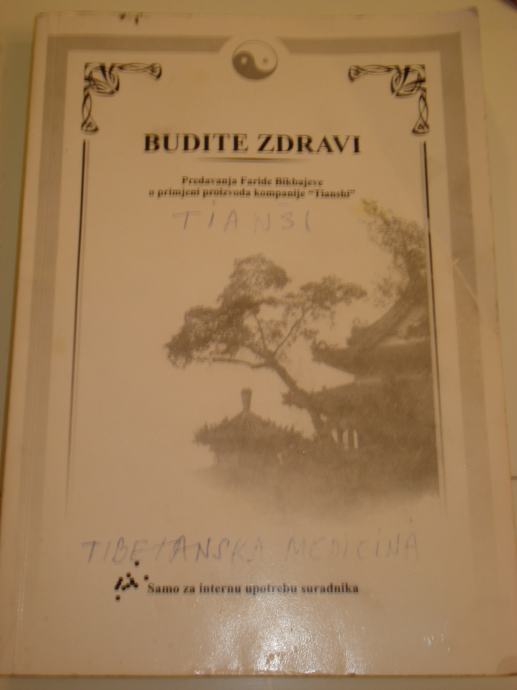 BUDITE ZDRAVI
Predavanja Faride Bikbajeve
o primjeni proizvoda kompanije "Tianshi"
TIANSI
TIBETANSKA MEDICINA
Samo za internu upotrebu suradnika